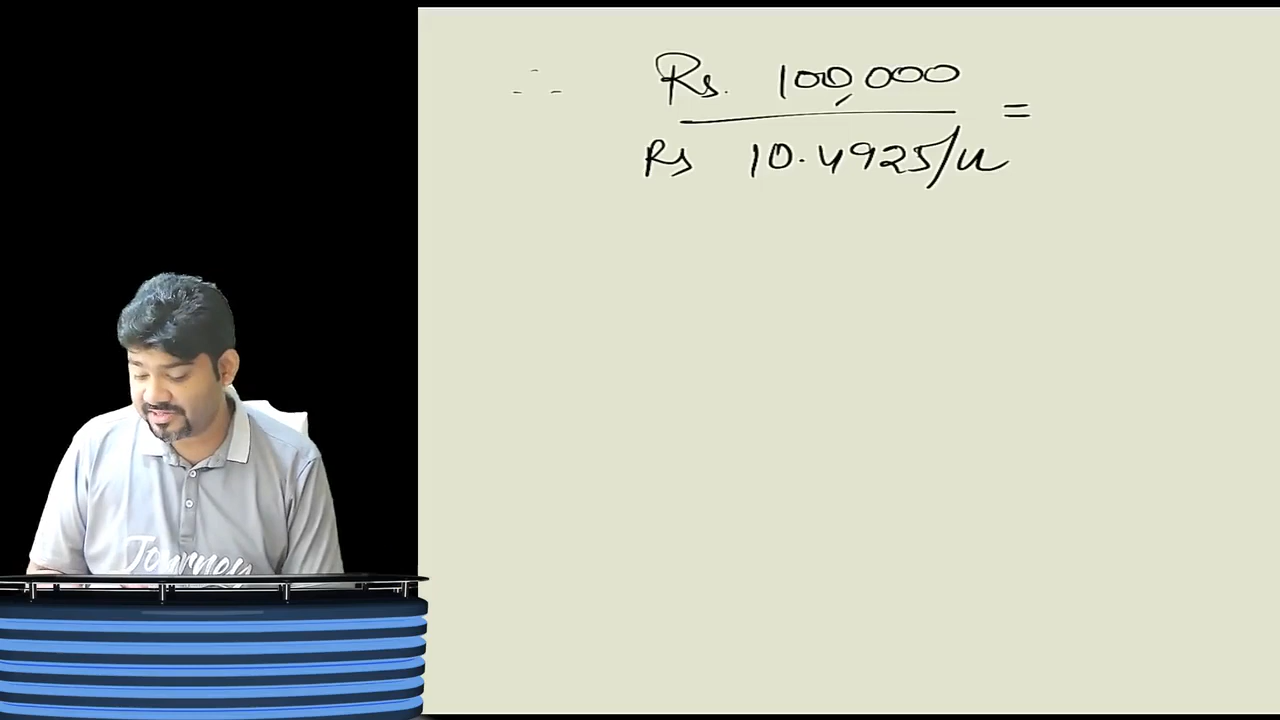 ∴ Rs. 100,000 =
Rs 10.4925/u
Journey